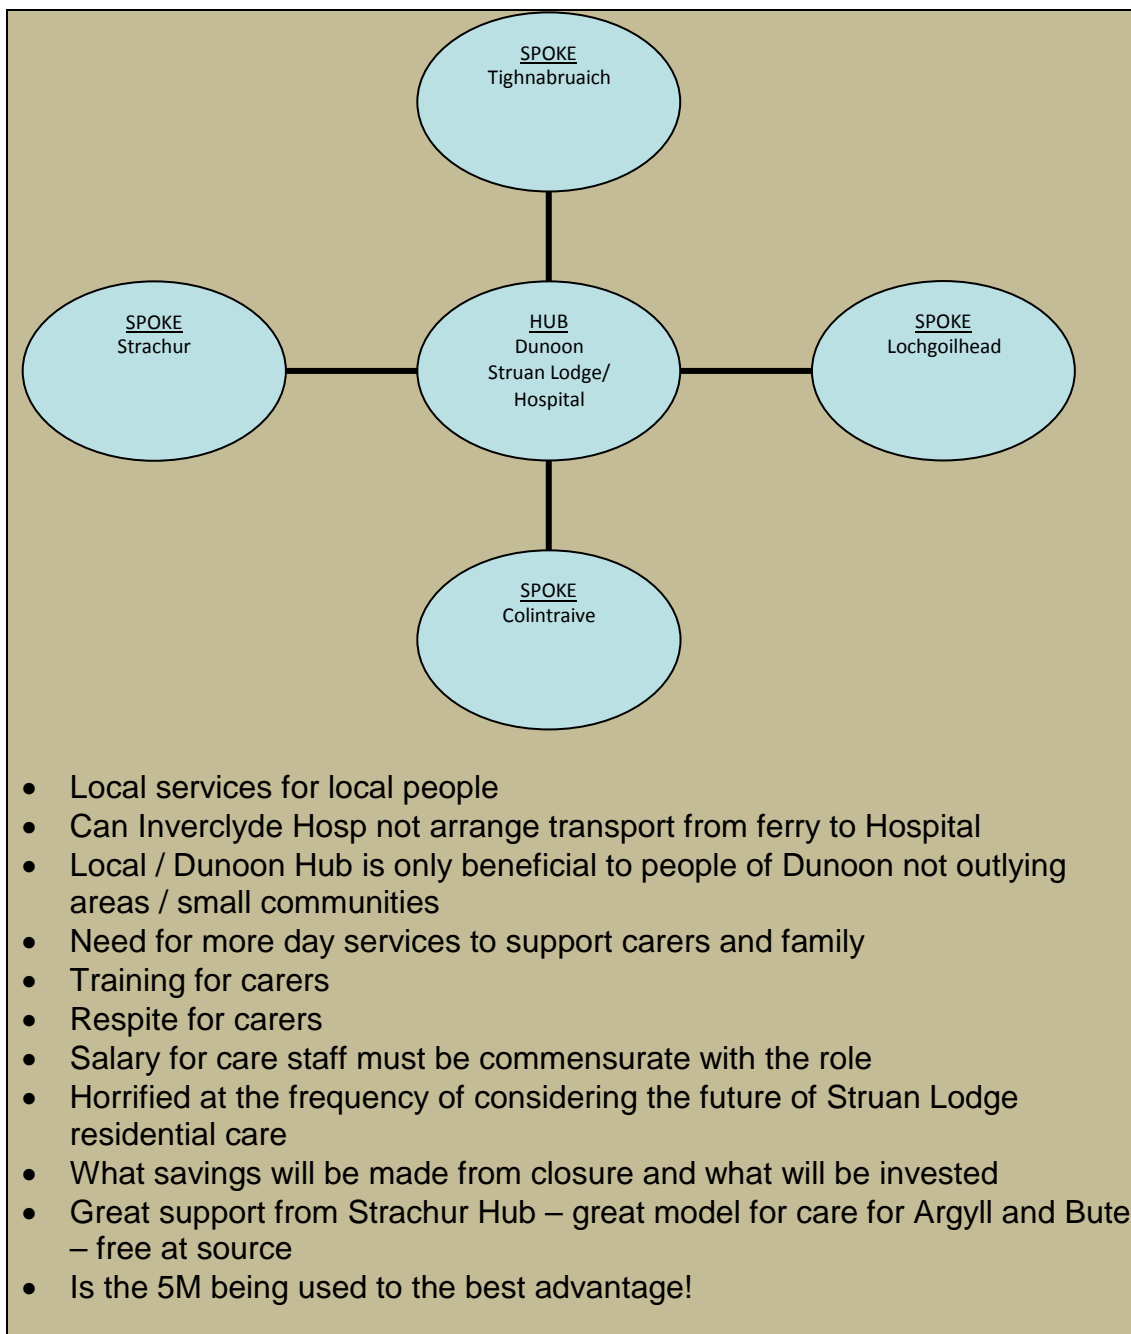 SPOKE
Tighnabruaich
SPOKE
Strachur
HUB
Dunoon
Struan Lodge/
Hospital
SPOKE
Lochgoilhead
SPOKE
Colintraive
• Local services for local people
• Can Inverclyde Hosp not arrange transport from ferry to Hospital
• Local / Dunoon Hub is only beneficial to people of Dunoon not outlying
areas / small communities
• Need for more day services to support carers and family
• Training for carers
• Respite for carers
• Salary for care staff must be commensurate with the role
• Horrified at the frequency of considering the future of Struan Lodge
residential care
• What savings will be made from closure and what will be invested
• Great support from Strachur Hub – great model for care for Argyll and Bute
– free at source
• Is the 5M being used to the best advantage!